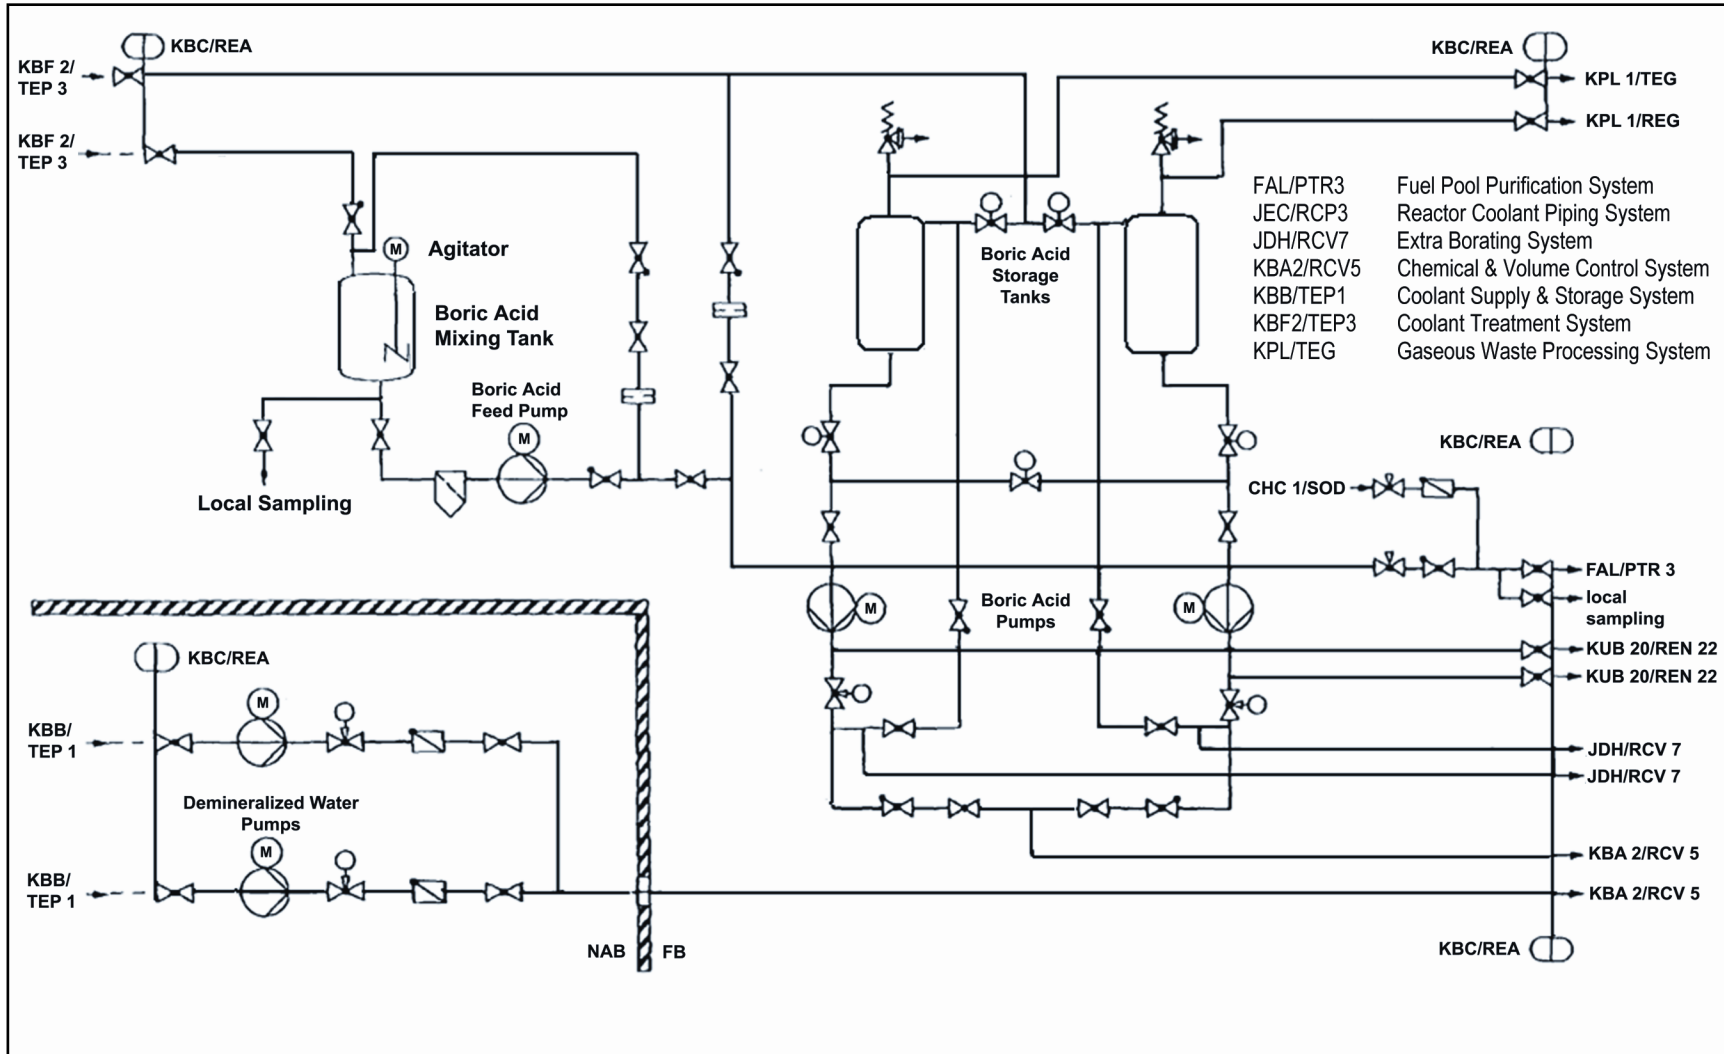 KBC/REA
KBF 2/
TEP 3
KBF 2/
TEP 3
M
Agitator
Boric Acid
Mixing Tank
Boric Acid
Feed Pump
M
Local Sampling
Boric Acid
Storage
Tanks
KBC/REA
KPL 1/TEG
KPL 1/REG
FAL/PTR3 Fuel Pool Purification System
JEC/RCP3 Reactor Coolant Piping System
JDH/RCV7 Extra Borating System
KBA2/RCV5 Chemical & Volume Control System
KBB/TEP1 Coolant Supply & Storage System
KBF2/TEP3 Coolant Treatment System
KPL/TEG Gaseous Waste Processing System
KBC/REA
CHC 1/SOD
FAL/PTR 3
local
sampling
M
Boric Acid
Pumps
M
KUB 20/REN 22
KUB 20/REN 22
JDH/RCV 7
JDH/RCV 7
KBA 2/RCV 5
KBA 2/RCV 5
KBC/REA
KBC/REA
M
KBB/
TEP 1
Demineralized Water
Pumps
M
KBB/
TEP 1
NAB
FB